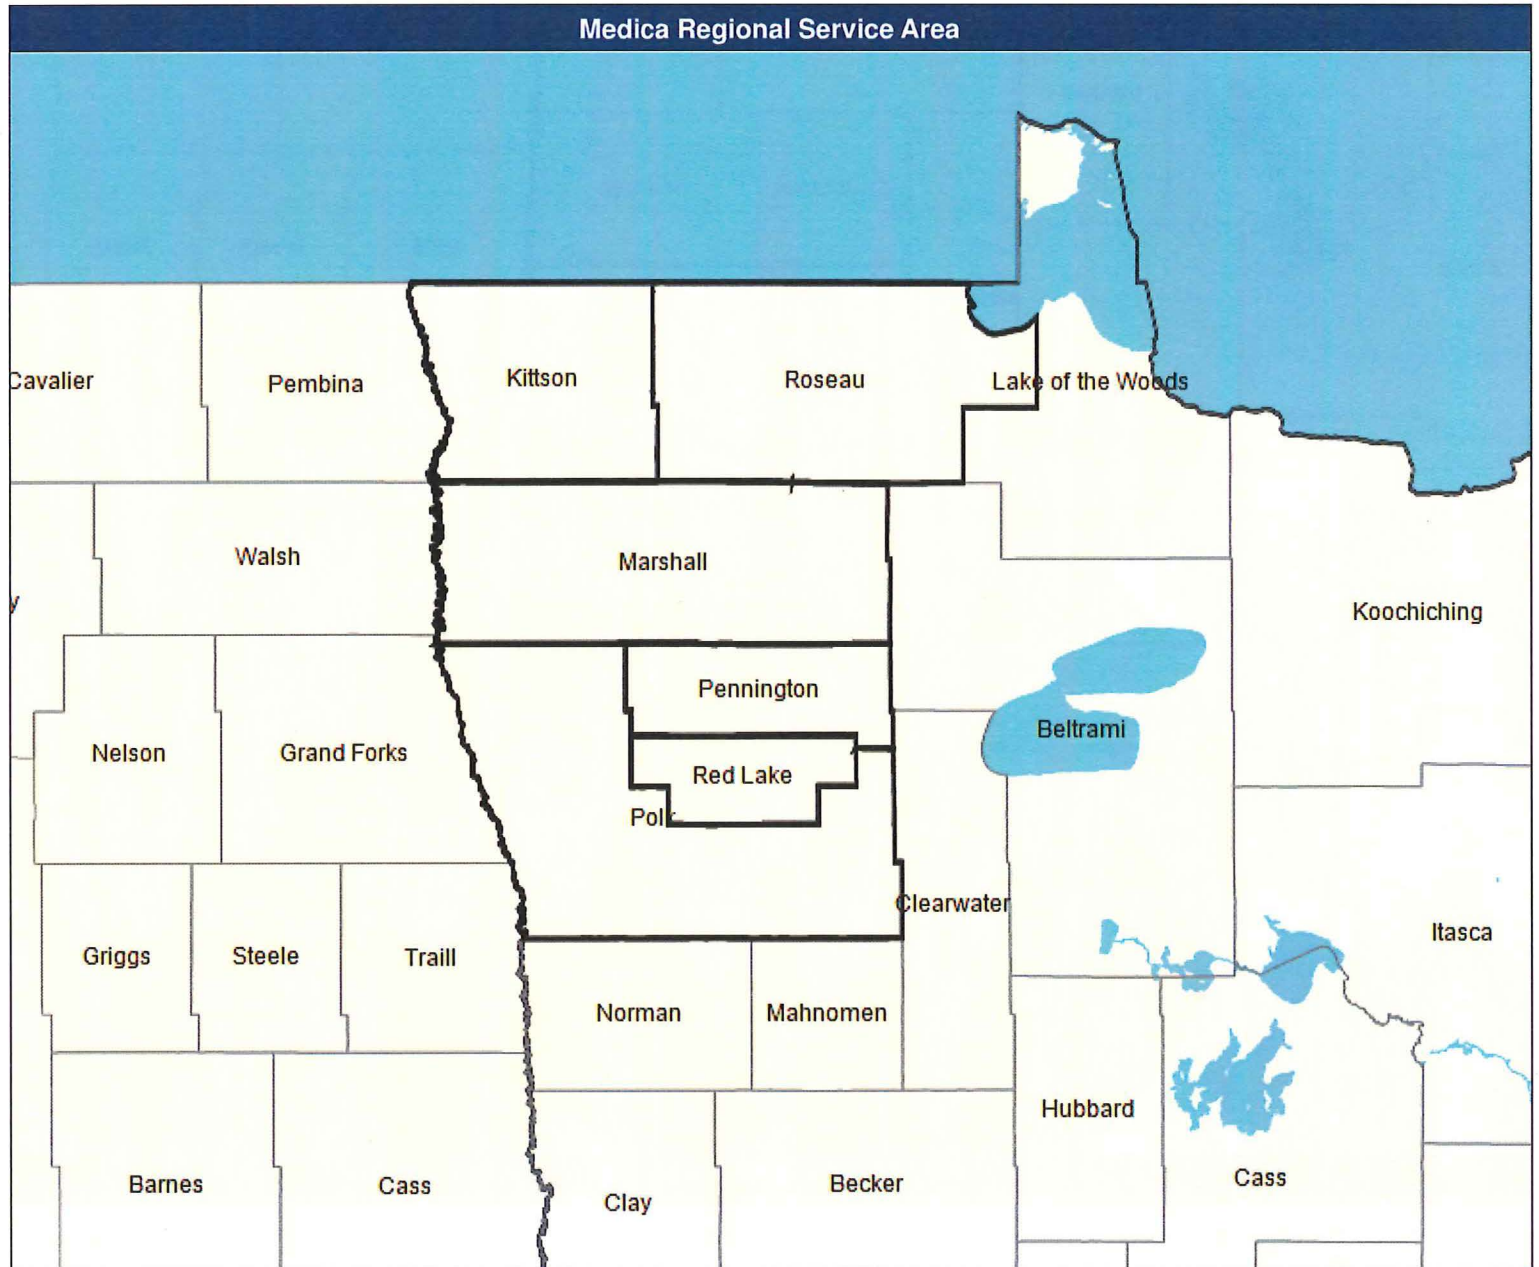 Medica Regional Service Area
Cavalier
Pembina
Kittson
Roseau
Lake of the Woods
Walsh
Marshall
y
Koochiching
Pennington
Nelson
Grand Forks
Beltrami
Red Lake
Polk
Clearwater
Griggs
Steele
Traill
Itasca
Norman
Mahnomen
Hubbard
Barnes
Cass
Clay
Becker
Cass